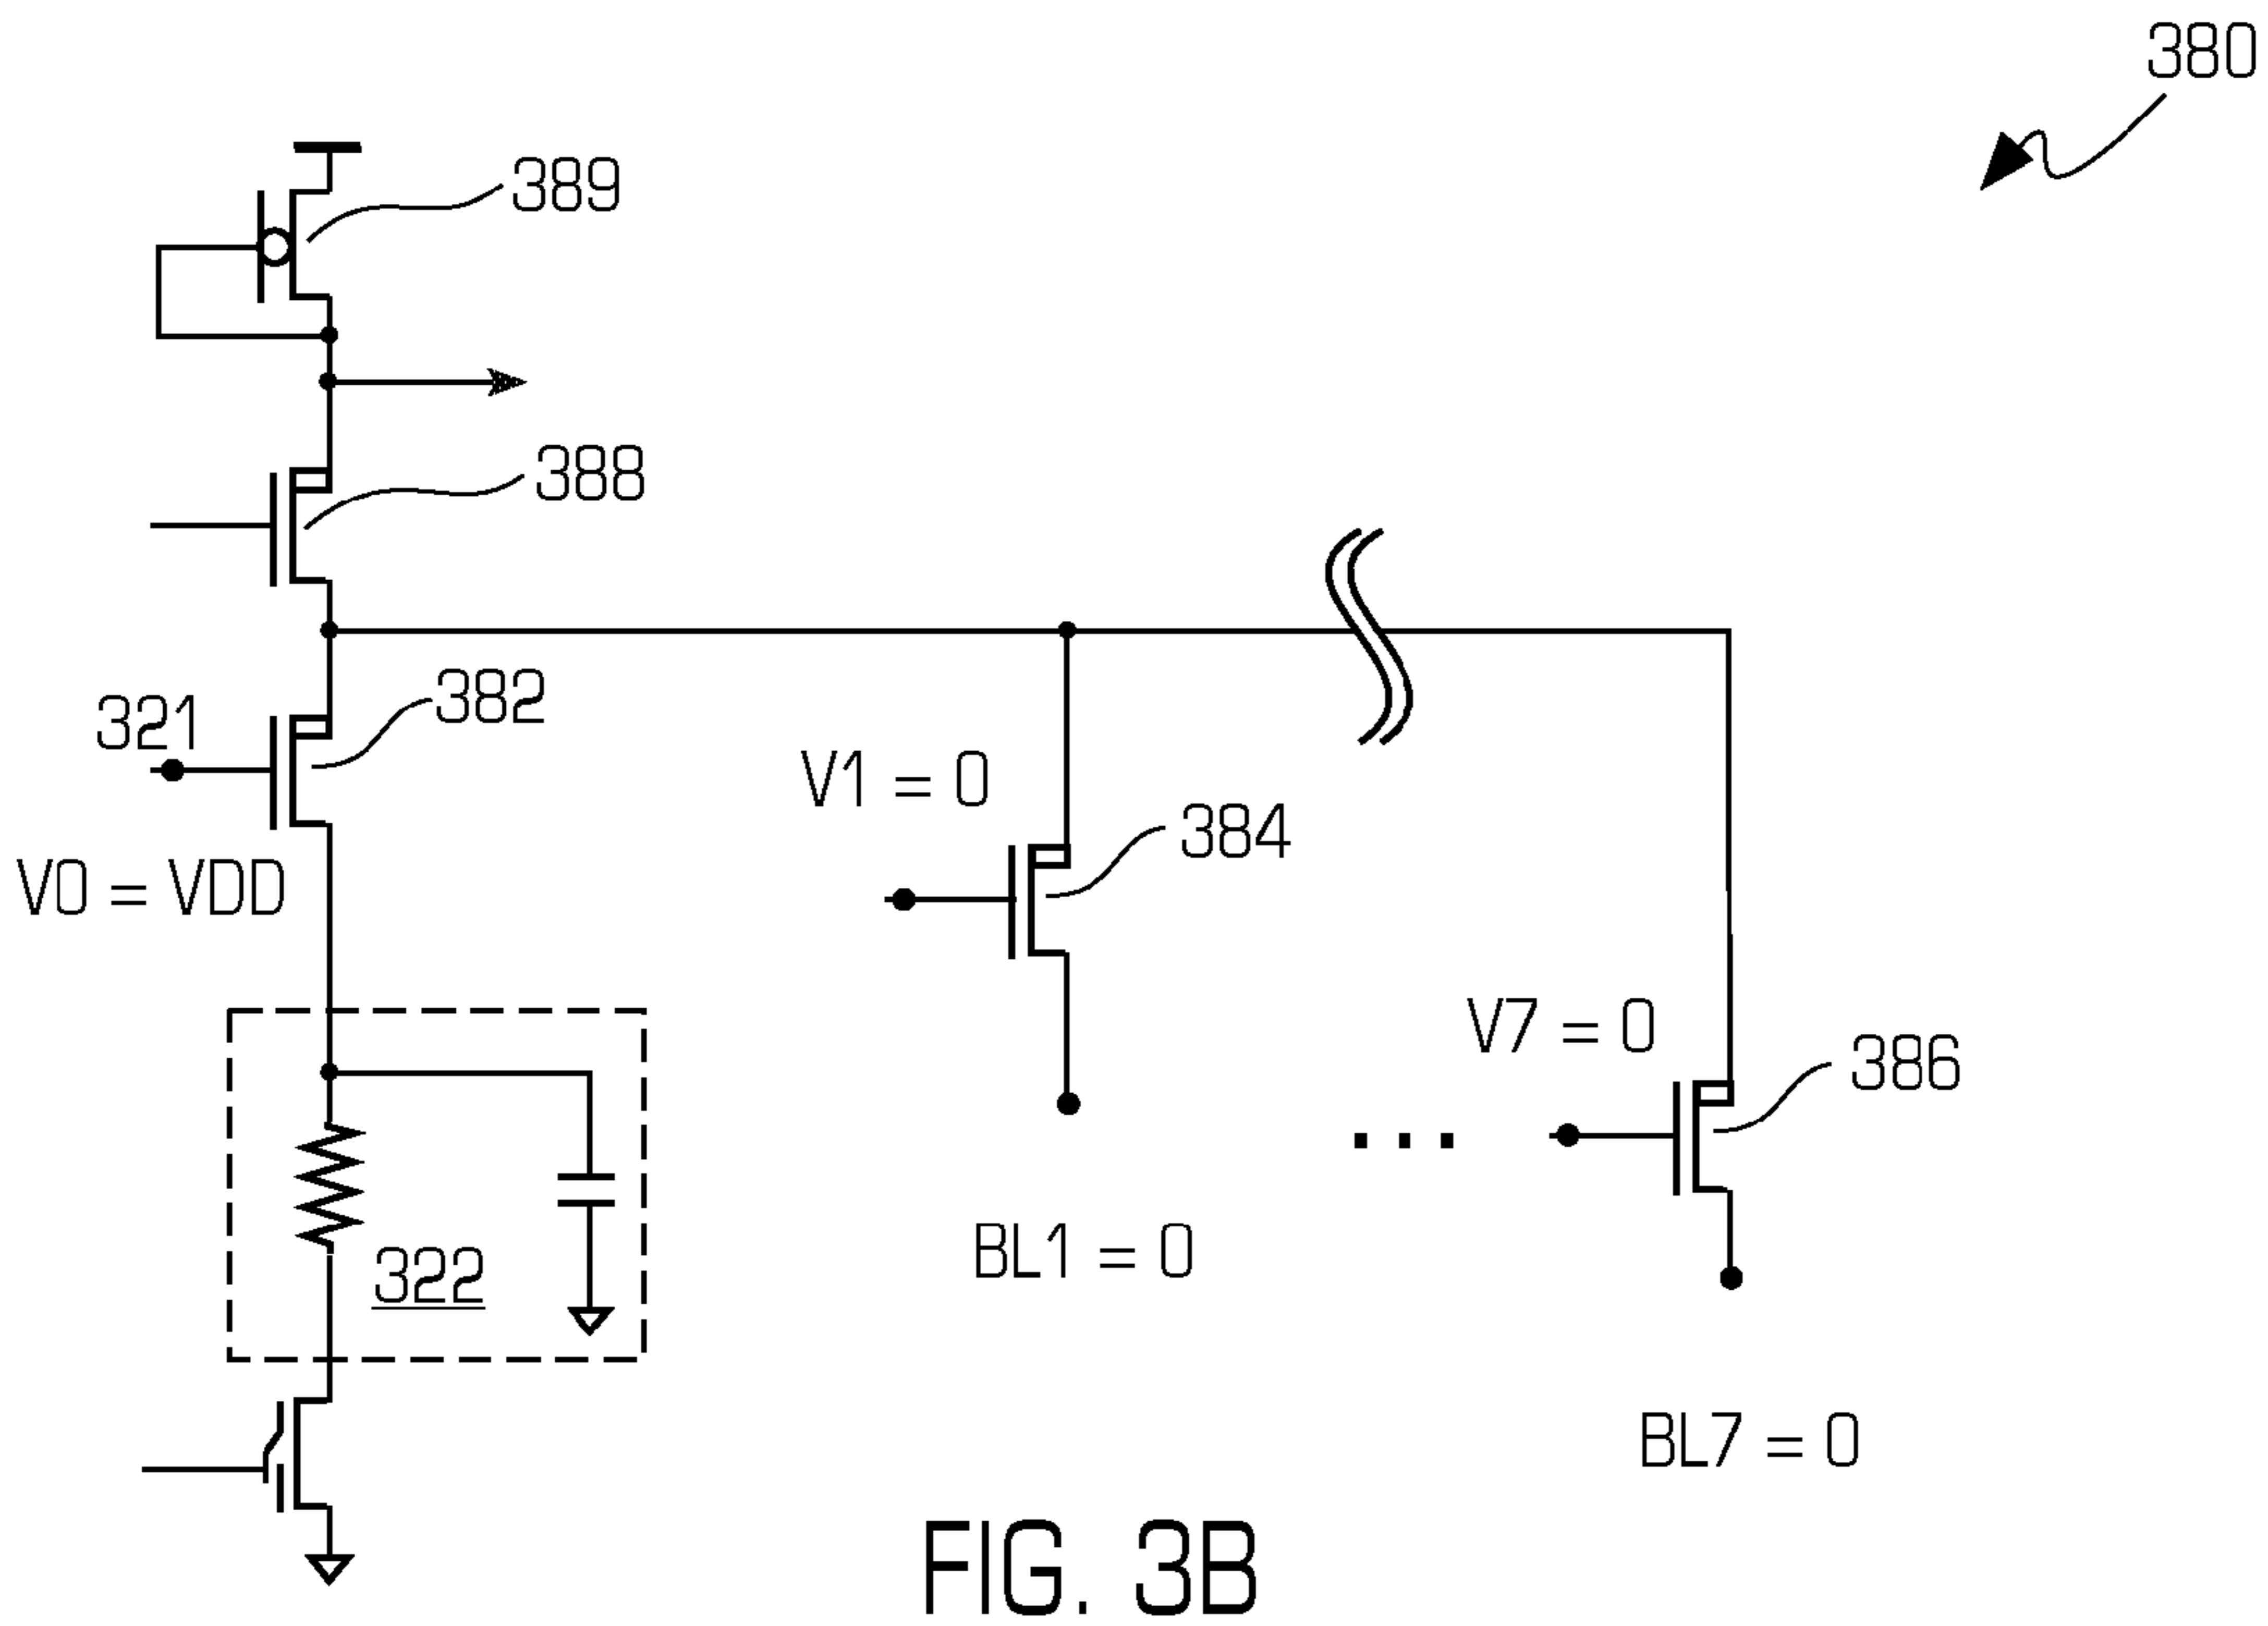 380
389
388
382
321
V1 = 0
384
V0 = VDD
V7 = 0
386
BL1 = 0
322
BL7 = 0
FIG. 3B